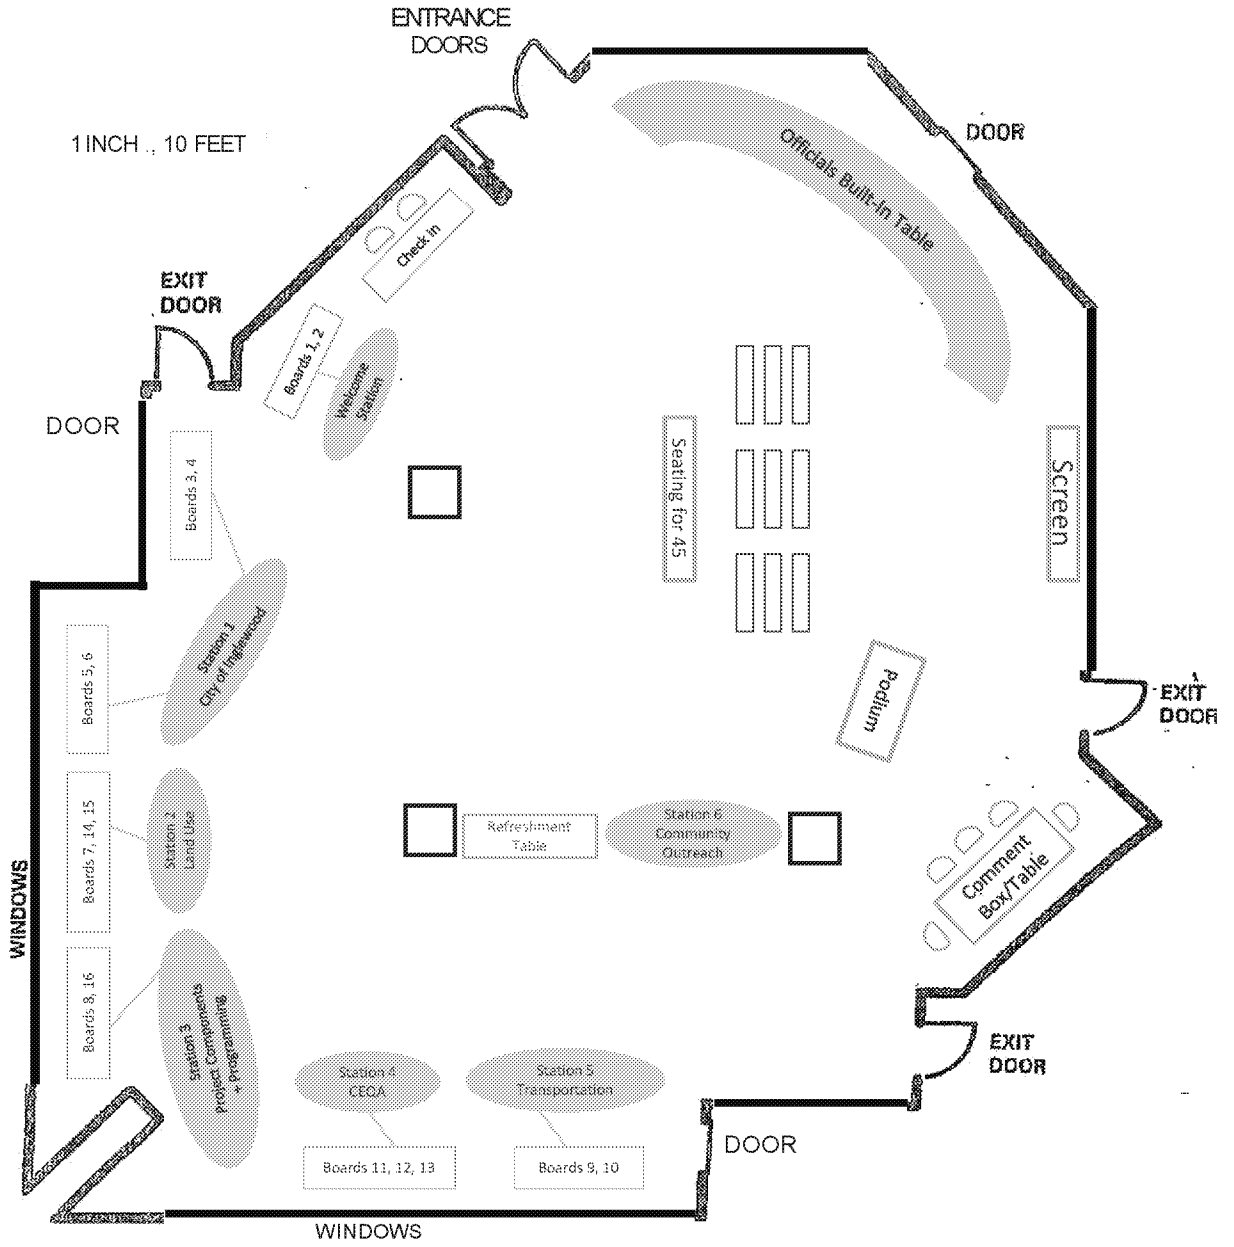 ENTRANCE
DOORS
1 INCH . , 10 FEET
DOOR
Officials Built-In Table
Check in
EXIT
DOOR
Boards 1, 2
Welcome
Station
DOOR
Boards 3, 4
Seating for 45
Screen
Station 1
City of Inglewood
Boards 5, 6
Podium
EXIT
DOOR
Boards 7, 14, 15
Station 2
Land Use
Refreshment
Table
Station 6
Community
Outreach
Comment
Box/Table
WINDOWS
Boards 8, 16
Station 3
Project Components
+ Programming
EXIT
DOOR
Station 4
CEQA
Station 5
Transportation
DOOR
Boards 11, 12, 13
Boards 9, 10
WINDOWS